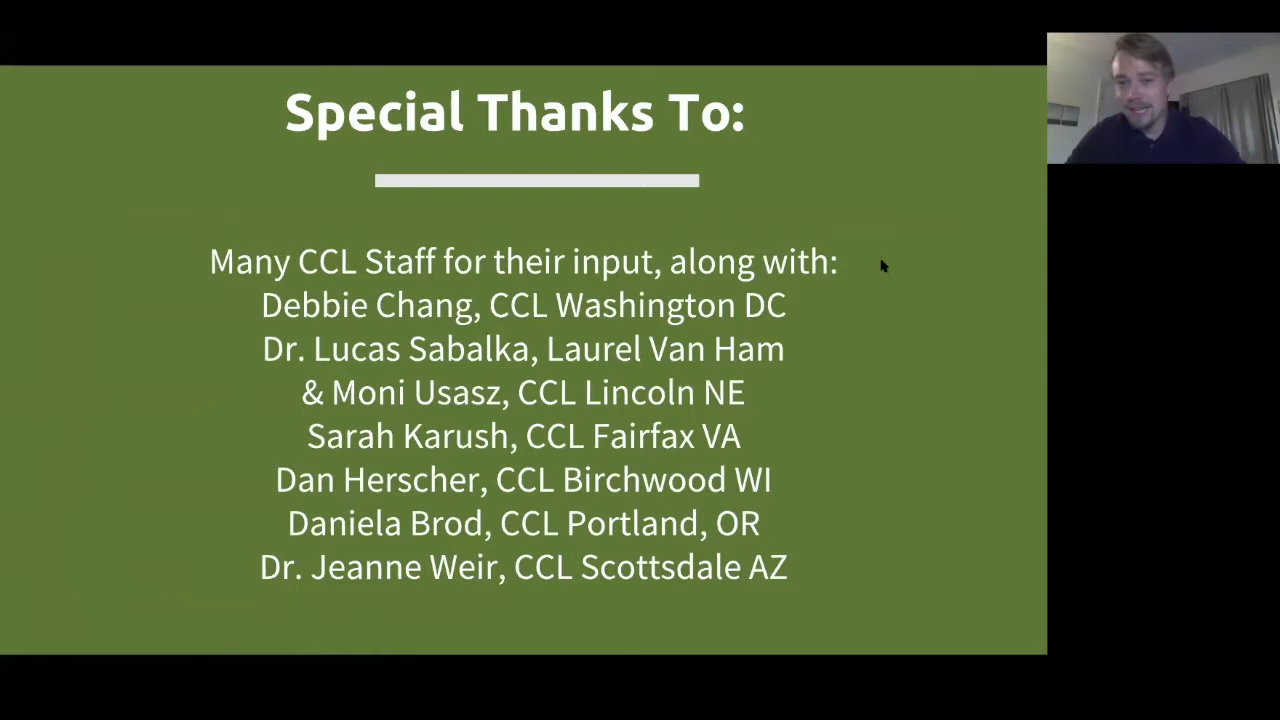 Special Thanks To:
Many CCL Staff for their input, along with:
Debbie Chang, CCL Washington DC
Dr. Lucas Sabalka, Laurel Van Ham
& Moni Usasz, CCL Lincoln NE
Sarah Karush, CCL Fairfax VA
Dan Herscher, CCL Birchwood WI
Daniela Brod, CCL Portland, OR
Dr. Jeanne Weir, CCL Scottsdale AZ